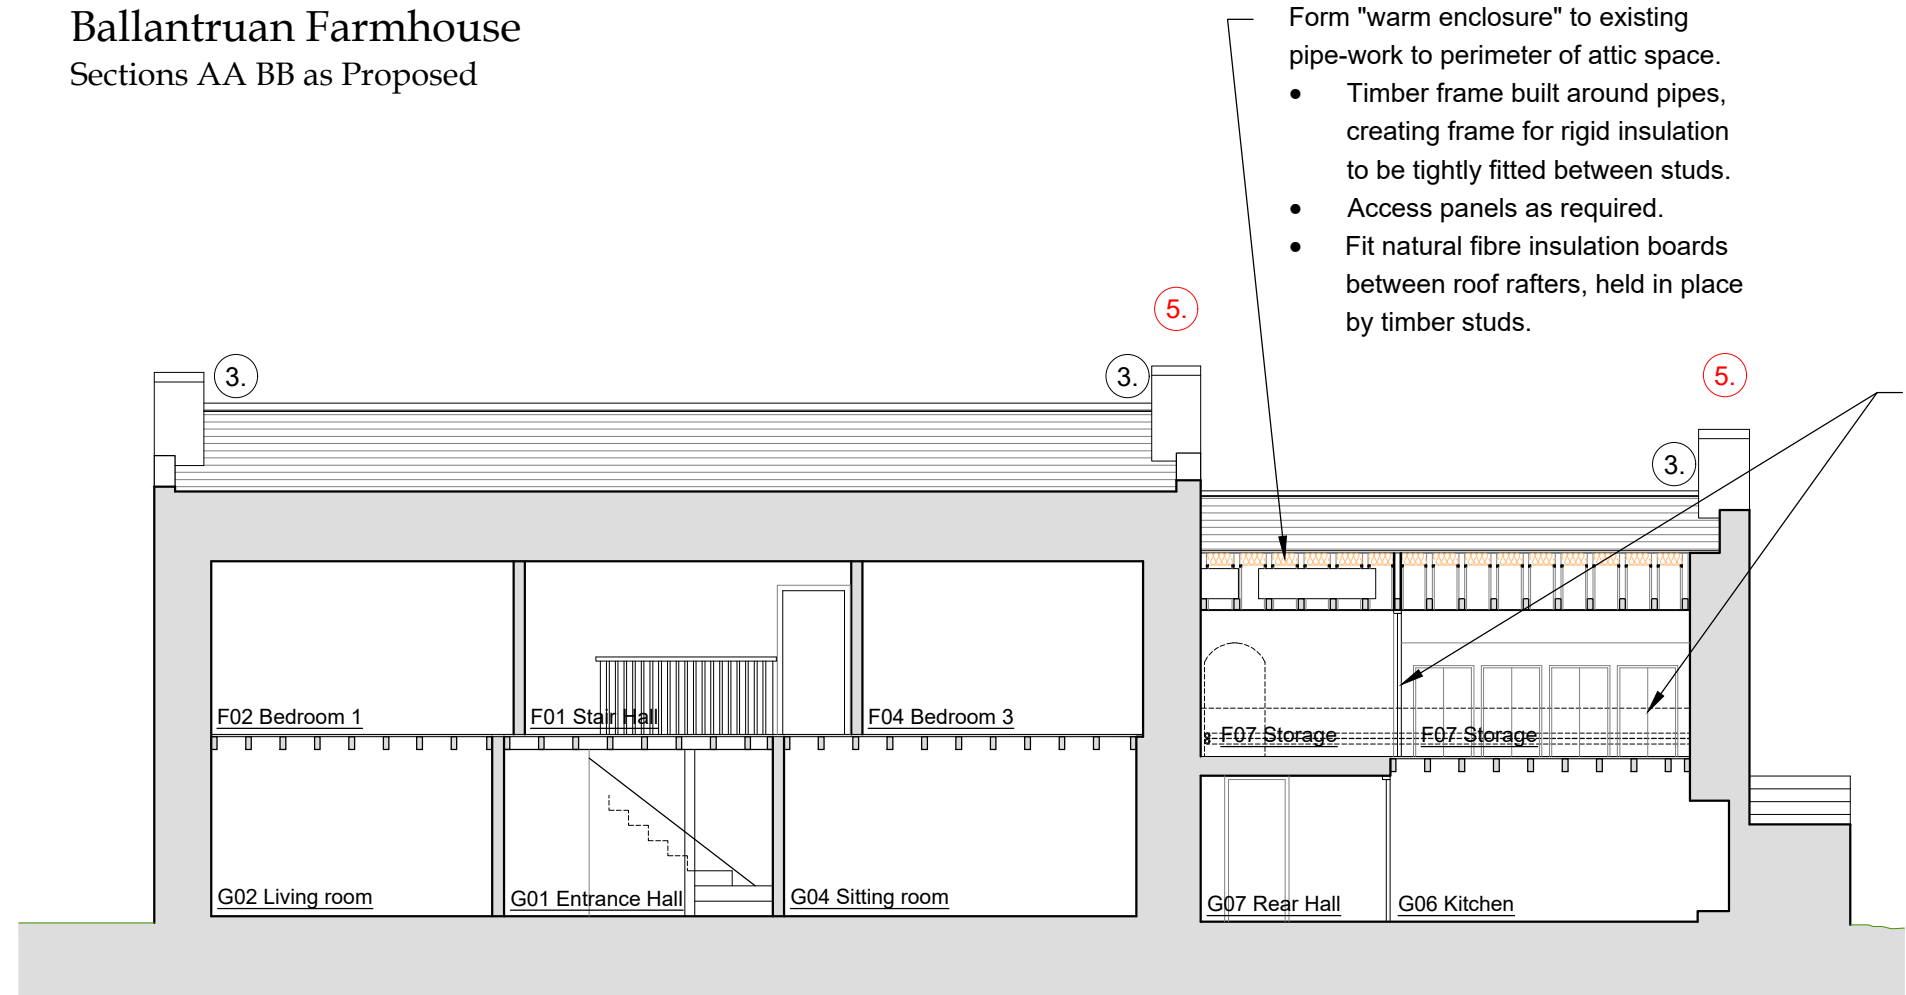 Ballantruan Farmhouse
Sections AA BB as Proposed
Form "warm enclosure" to existing
pipe-work to perimeter of attic space.
• Timber frame built around pipes,
creating frame for rigid insulation
to be tightly fitted between studs.
• Access panels as required.
• Fit natural fibre insulation boards
between roof rafters, held in place
by timber studs.
5.
3.
3.
5.
3.
F02 Bedroom 1
F01 Stair Hall
F04 Bedroom 3
F07 Storage
F07 Storage
G02 Living room
G01 Entrance Hall
G04 Sitting room
G07 Rear Hall
G06 Kitchen